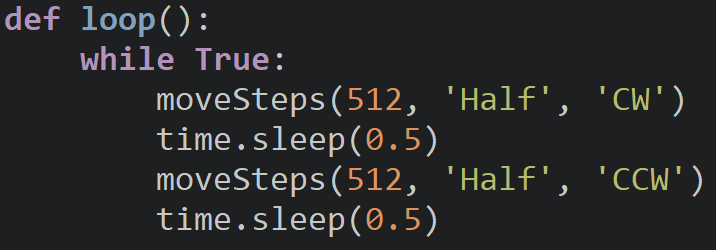 def loop():
    while True:
        moveSteps(512, 'Half', 'CW')
        time.sleep(0.5)
        moveSteps(512, 'Half', 'CCW')
        time.sleep(0.5)